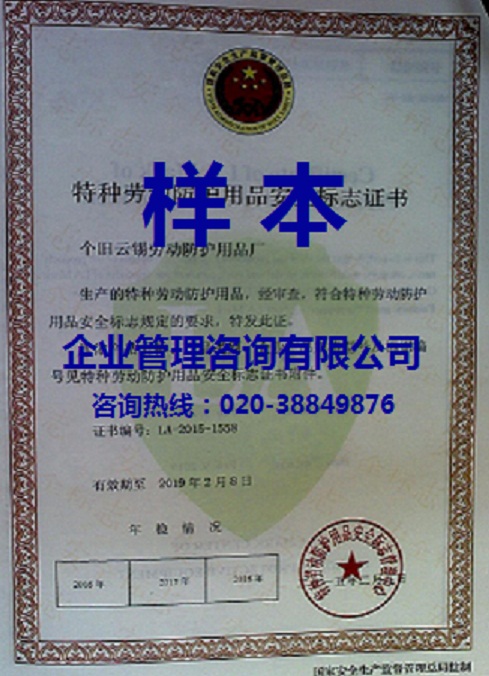 特种劳动防护用品安全标志证书
样本
个旧云锡劳动防护用品厂
生产的特种劳动防护用品，经审查，符合特种劳动防护
用品安全标志规定的要求，特发此证。
企业管理咨询有限公司
号见特种劳动防护用品安全标志证书附件。
咨询热线：020-38849876
证书编号：LA-2015-1558
有效期至 2019年2月8日
年检情况
2016年 2017年 2018年
国家安全生产监督管理总局监制